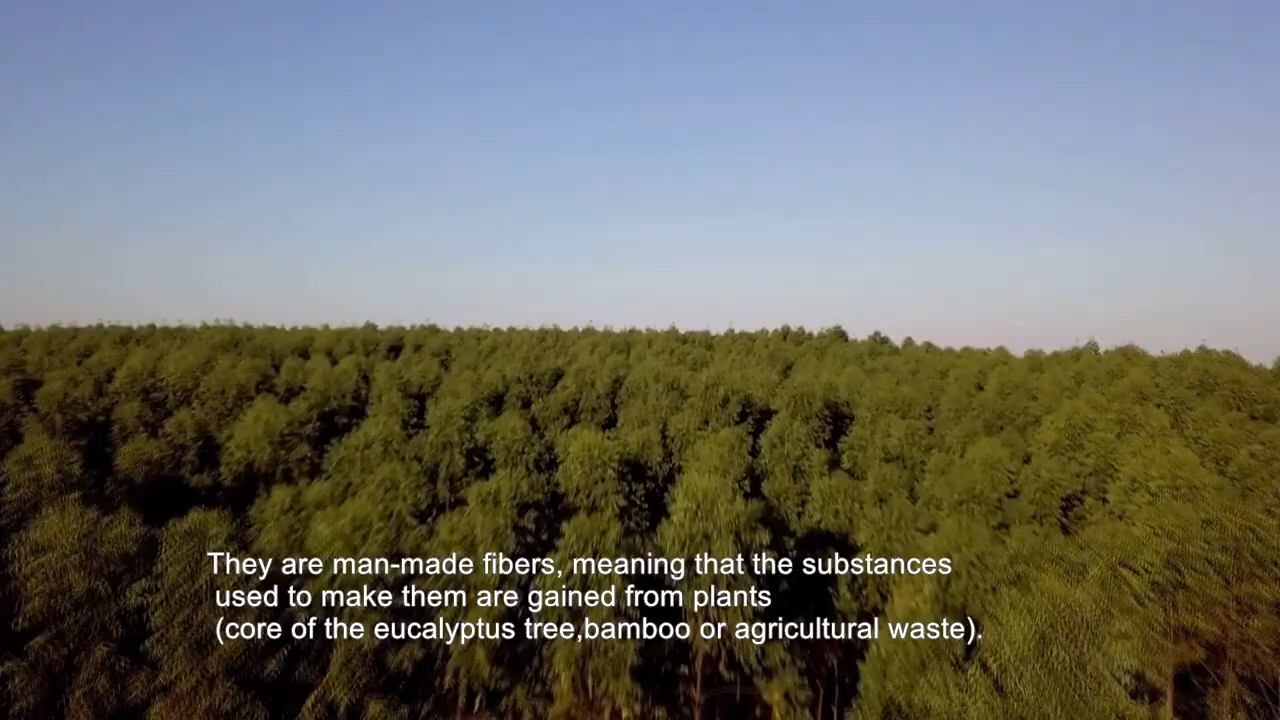 They are man-made fibers, meaning that the substances
used to make them are gained from plants
(core of the eucalyptus tree,bamboo or agricultural waste).